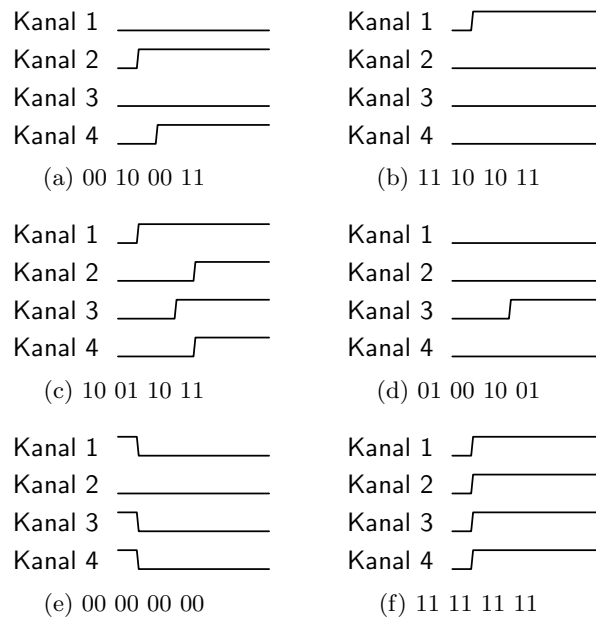 Kanal 1
Kanal 2
Kanal 3
Kanal 4
(a) 00 10 00 11
Kanal 1
Kanal 2
Kanal 3
Kanal 4
(b) 11 10 10 11
Kanal 1
Kanal 2
Kanal 3
Kanal 4
(c) 10 01 10 11
Kanal 1
Kanal 2
Kanal 3
Kanal 4
(d) 01 00 10 01
Kanal 1
Kanal 2
Kanal 3
Kanal 4
(e) 00 00 00 00
Kanal 1
Kanal 2
Kanal 3
Kanal 4
(f) 11 11 11 11